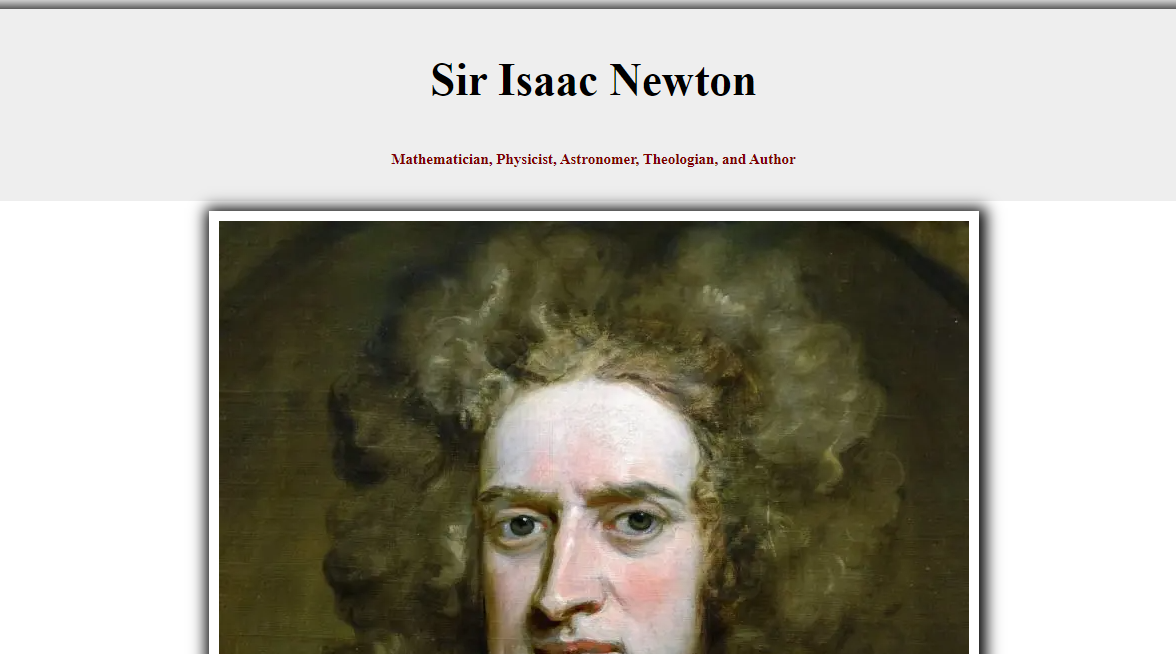 Sir Isaac Newton
Mathematician, Physicist, Astronomer, Theologian, and Author